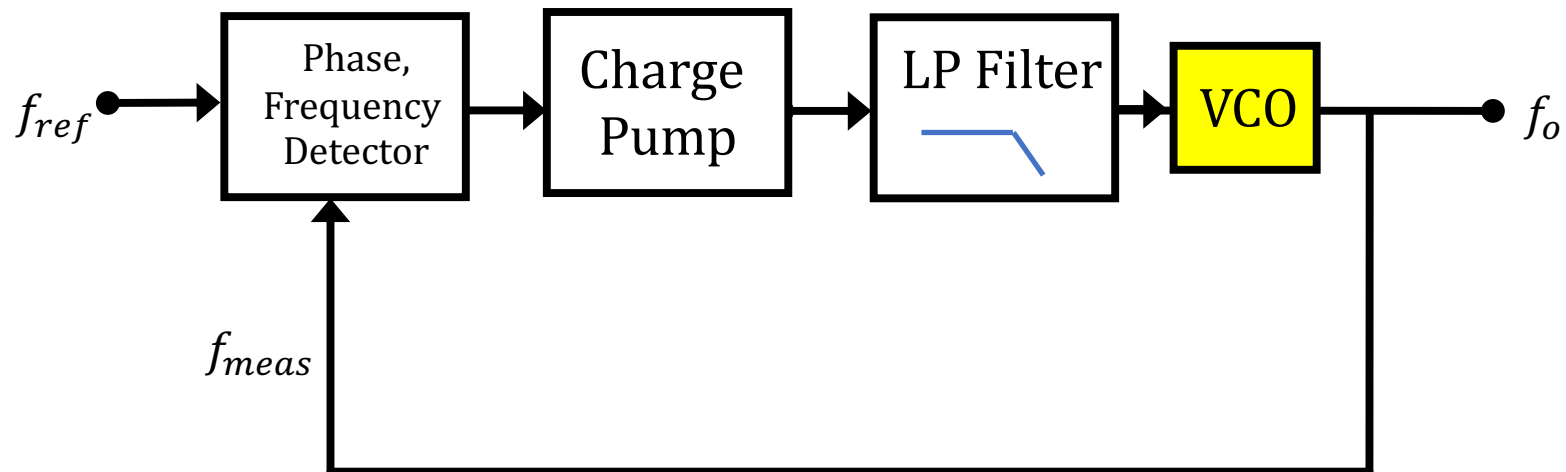 f_ref
Phase,
Frequency
Detector
Charge
Pump
LP Filter
VCO
f_o
f_meas